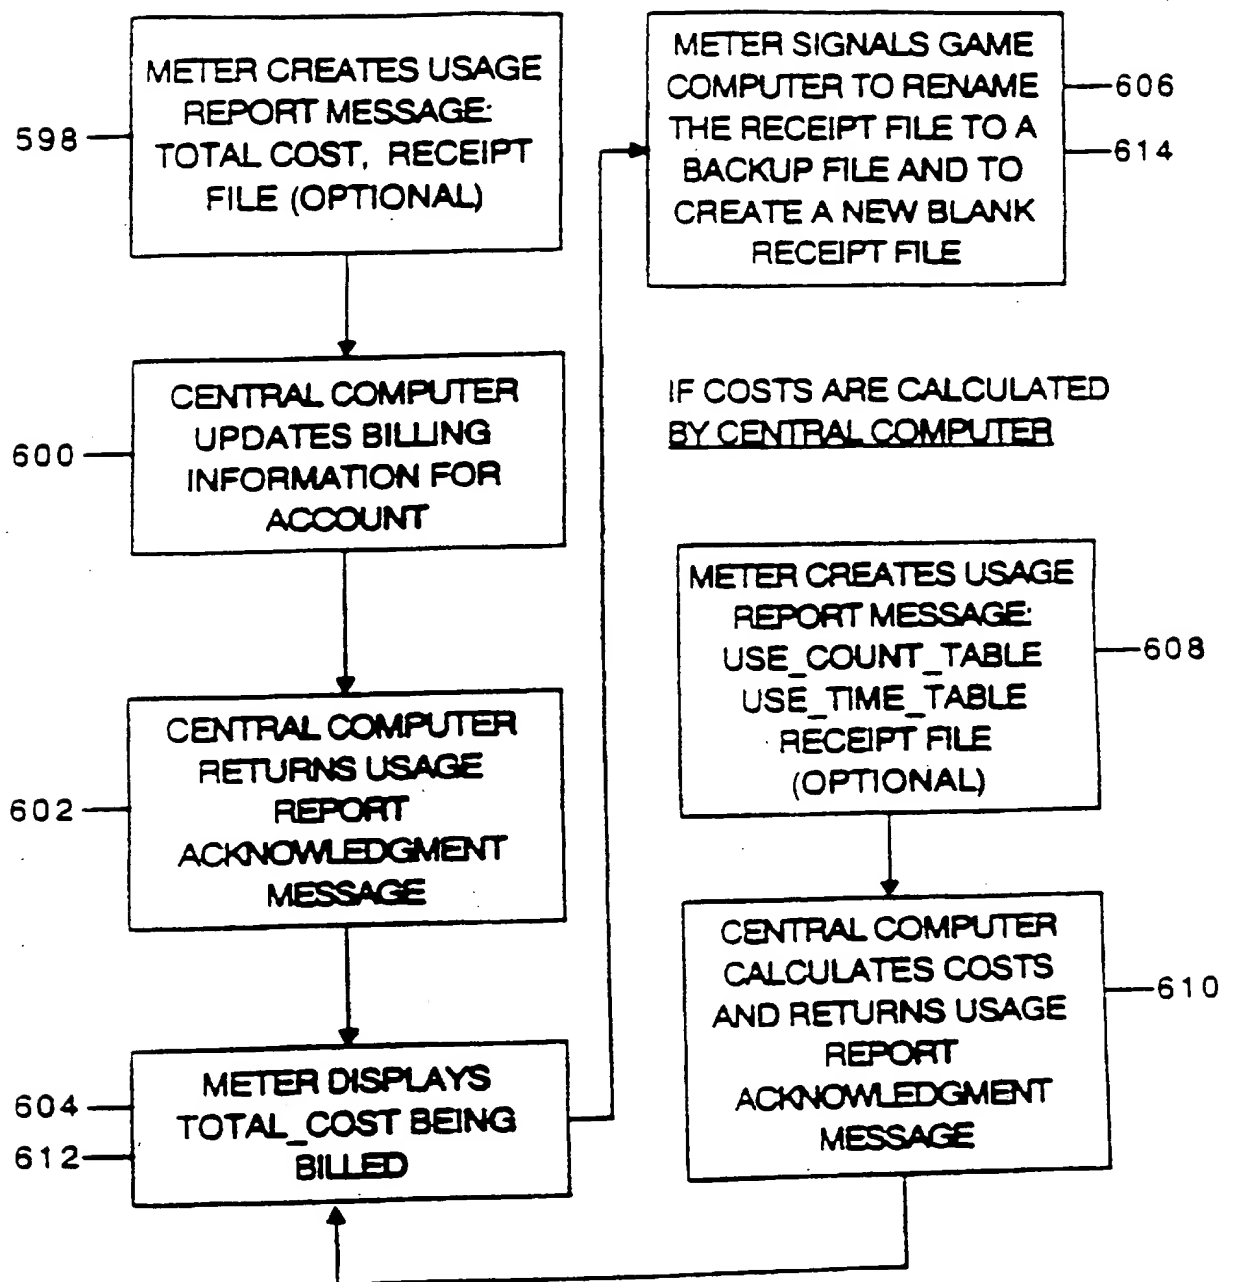 METER CREATES USAGE
REPORT MESSAGE:
TOTAL COST, RECEIPT
FILE (OPTIONAL)
598
CENTRAL COMPUTER
UPDATES BILLING
INFORMATION FOR
ACCOUNT
600
CENTRAL COMPUTER
RETURNS USAGE
REPORT
ACKNOWLEDGMENT
MESSAGE
602
METER DISPLAYS
TOTAL_COST BEING
BILLED
604
612
METER SIGNALS GAME
COMPUTER TO RENAME
THE RECEIPT FILE TO A
BACKUP FILE AND TO
CREATE A NEW BLANK
RECEIPT FILE
606
614
IF COSTS ARE CALCULATED
BY CENTRAL COMPUTER
METER CREATES USAGE
REPORT MESSAGE:
USE_COUNT_TABLE
USE_TIME_TABLE
RECEIPT FILE
(OPTIONAL)
608
CENTRAL COMPUTER
CALCULATES COSTS
AND RETURNS USAGE
REPORT
ACKNOWLEDGMENT
MESSAGE
610